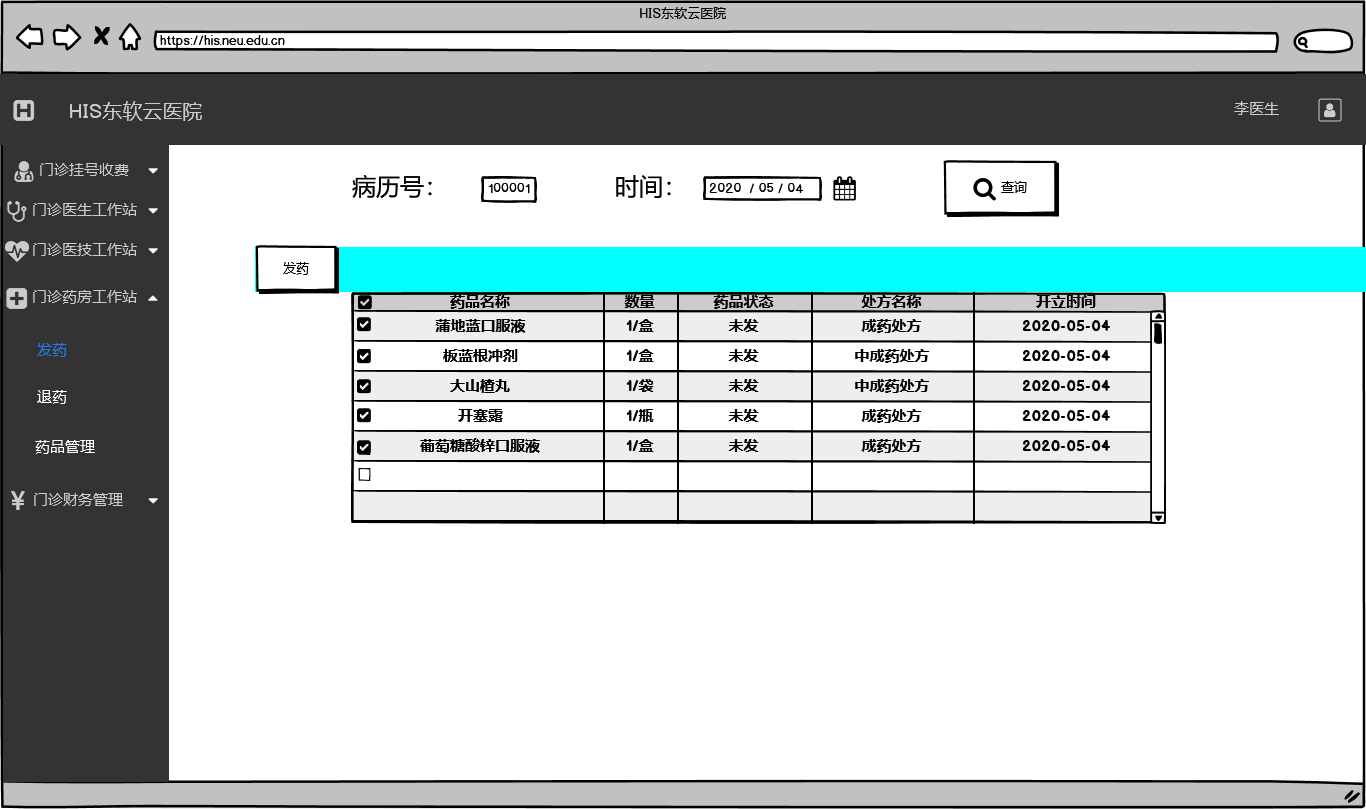 HIS东软云医院
https://his.neu.edu.cn
HIS东软云医院
李医生
门诊挂号收费
门诊医生工作站
门诊医技工作站
门诊药房工作站
发药
退药
药品管理
门诊财务管理
病历号： 100001 时间： 2020 / 05 / 04 查询
发药
药品名称 数量 药品状态 处方名称 开立时间
蒲地蓝口服液 1/盒 未发 成药处方 2020-05-04
板蓝根冲剂 1/盒 未发 中成药处方 2020-05-04
大山楂丸 1/袋 未发 中成药处方 2020-05-04
开塞露 1/瓶 未发 成药处方 2020-05-04
葡萄糖酸锌口服液 1/盒 未发 成药处方 2020-05-04